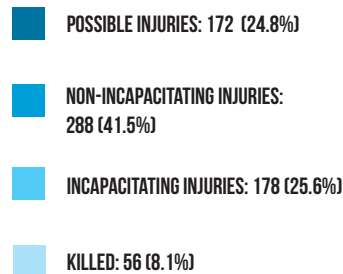 POSSIBLE INJURIES: 172 (24.8%)
NON-INCAPACITATING INJURIES:
288 (41.5%)
INCAPACITATING INJURIES: 178 (25.6%)
KILLED: 56 (8.1%)